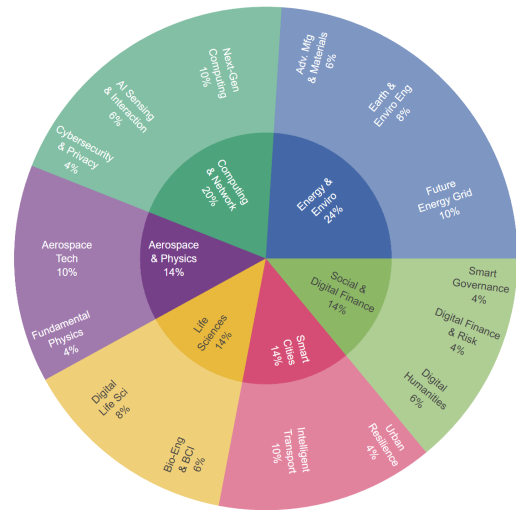 Next-Gen
Computing
10%
AI Sensing
& Interaction
6%
Cybersecurity
& Privacy
4%
Computing
& Network
20%
Adv. Mfg
& Materials
6%
Earth &
Enviro Eng
8%
Future
Energy Grid
10%
Energy &
Enviro
24%
Aerospace
Tech
10%
Fundamental
Physics
4%
Aerospace
& Physics
14%
Social &
Digital Finance
14%
Smart
Governance
4%
Digital Finance
& Risk
4%
Digital
Humanities
6%
Life
Sciences
14%
Digital
Life Sci
8%
Bio-Eng
& BCI
6%
Smart
Cities
14%
Intelligent
Transport
10%
Urban
Resilience
4%